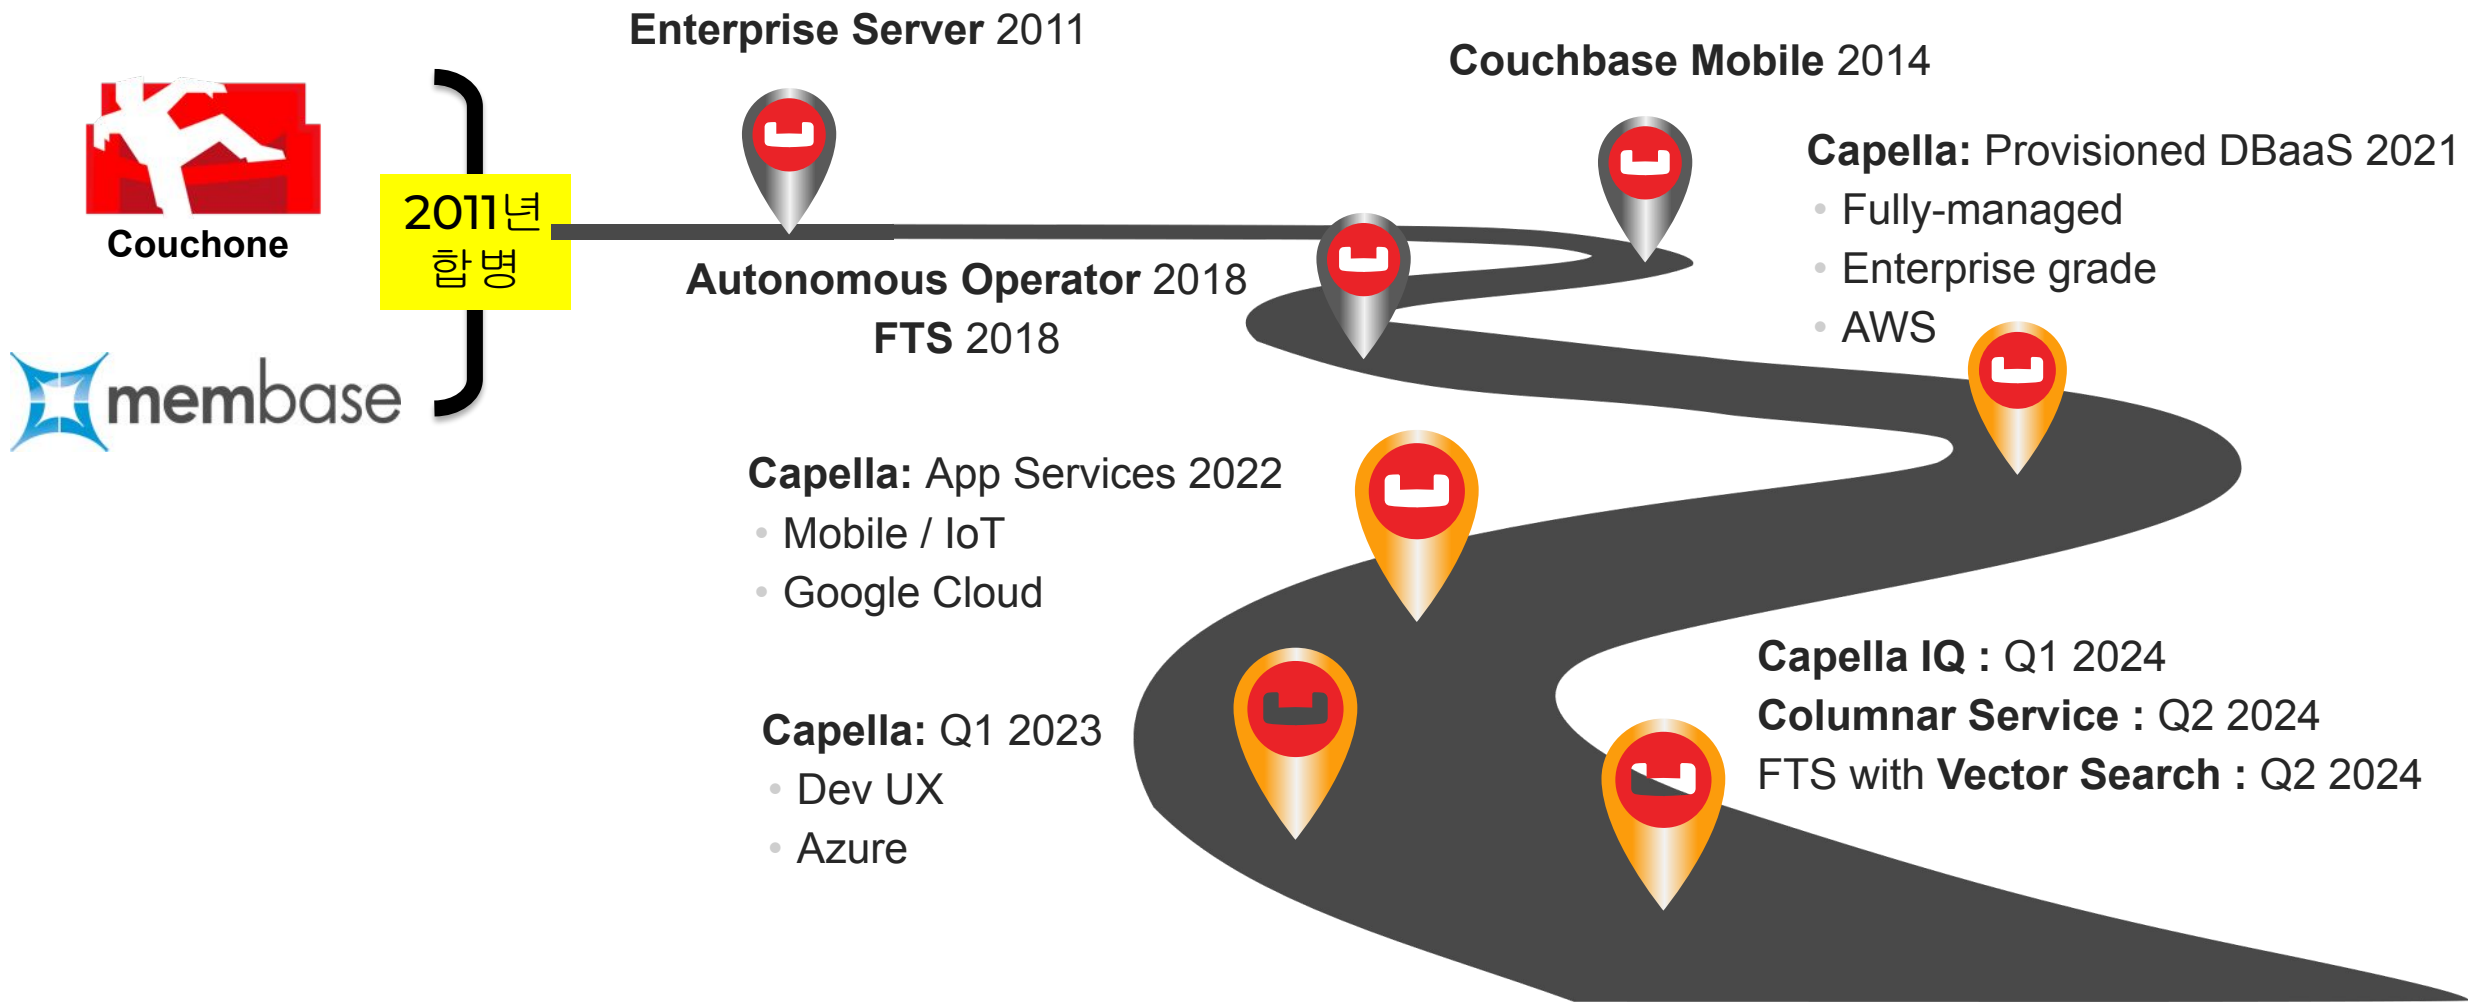 Enterprise Server 2011
Couchbase Mobile 2014
Couchone
membase
2011년
합병
Autonomous Operator 2018
FTS 2018
Capella: Provisioned DBaaS 2021
• Fully-managed
• Enterprise grade
• AWS
Capella: App Services 2022
• Mobile / IoT
• Google Cloud
Capella: Q1 2023
• Dev UX
• Azure
Capella IQ : Q1 2024
Columnar Service : Q2 2024
FTS with Vector Search : Q2 2024